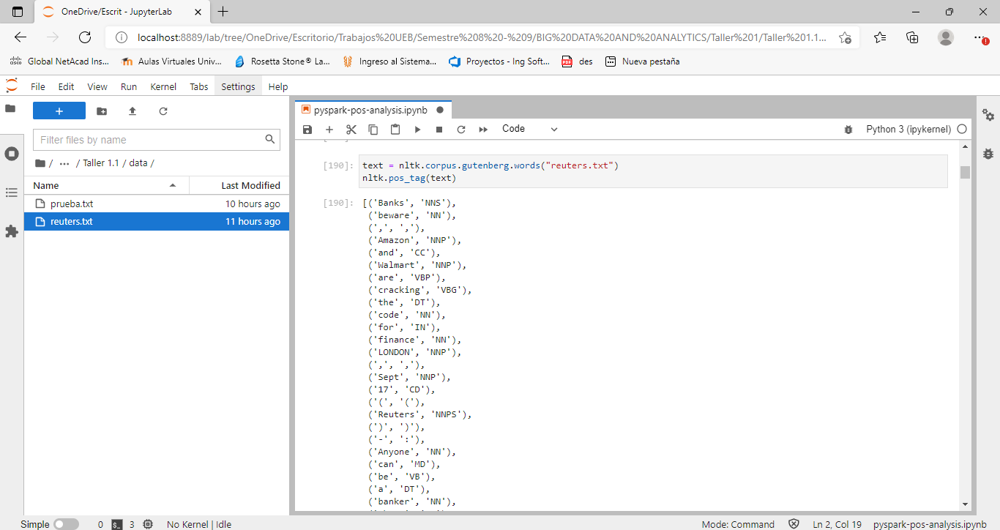 OneDrive/Escrit - JupyterLab
localhost:8889/lab/tree/OneDrive/Escritorio/Trabajos%20UEB/Semestre%208%20-%209/BIG%20DATA%20AND%20ANALYTICS/Taller%201/Taller%201.1...
Global NetAcad Ins... Aulas Virtuales Univ... Rosetta Stone® La... Ingreso al Sistema... Proyectos - Ing Soft... des Nueva pestaña
File Edit View Run Kernel Tabs Settings Help
pyspark-pos-analysis.ipynb
Code
Python 3 (ipykernel)
Filter files by name
/ ... / Taller 1.1 / data /
Name Last Modified
prueba.txt 10 hours ago
reuters.txt 11 hours ago
[190]: text = nltk.corpus.gutenberg.words("reuters.txt")
nltk.pos_tag(text)
[190]: [('Banks', 'NNS'),
('beware', 'NN'),
(',', ','),
('Amazon', 'NNP'),
('and', 'CC'),
('Walmart', 'NNP'),
('are', 'VBP'),
('cracking', 'VBG'),
('the', 'DT'),
('code', 'NN'),
('for', 'IN'),
('finance', 'NN'),
('LONDON', 'NNP'),
(',', ','),
('Sept', 'NNP'),
('17', 'CD'),
('(', '('),
('Reuters', 'NNPS'),
(')', ')'),
('-', ':'),
('Anyone', 'NN'),
('can', 'MD'),
('be', 'VB'),
('a', 'DT'),
('banker', 'NN'),
Simple 0 3 No Kernel | Idle Mode: Command Ln 2, Col 19 pyspark-pos-analysis.ipynb